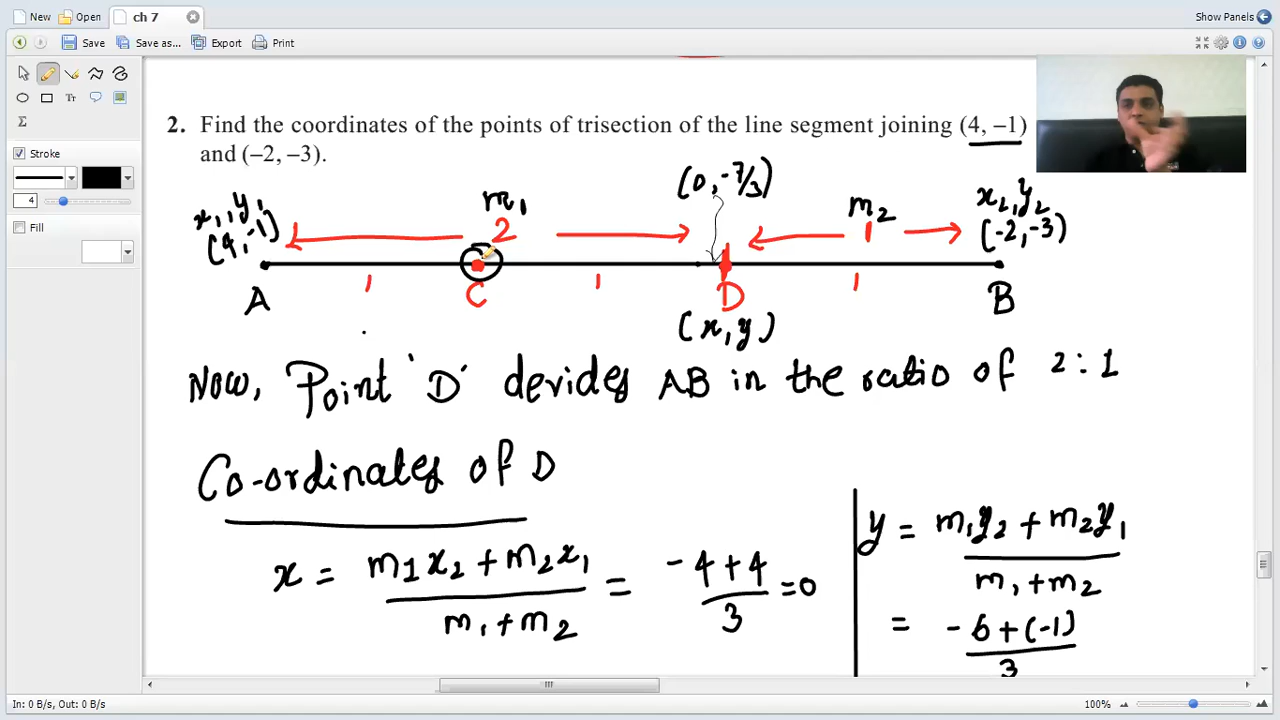 New Open ch 7 Show Panels
Save Save as... Export Print
2. Find the coordinates of the points of trisection of the line segment joining (4, –1)
and (–2, –3).
(0, -7/3)
x1, y1 m1 m2 x2, y2
(4, -1) 2 1 (-2, -3)
1 1 1
A C D B
(x, y)
Now, Point 'D' devides AB in the ratio of 2 : 1
Co-ordinates of D
x = m1x2 + m2x1 / m1 + m2 = -4 + 4 / 3 = 0
y = m1y2 + m2y1 / m1 + m2
= -6 + (-1) / 3
Stroke
4
Fill
In: 0 B/s, Out: 0 B/s 100%